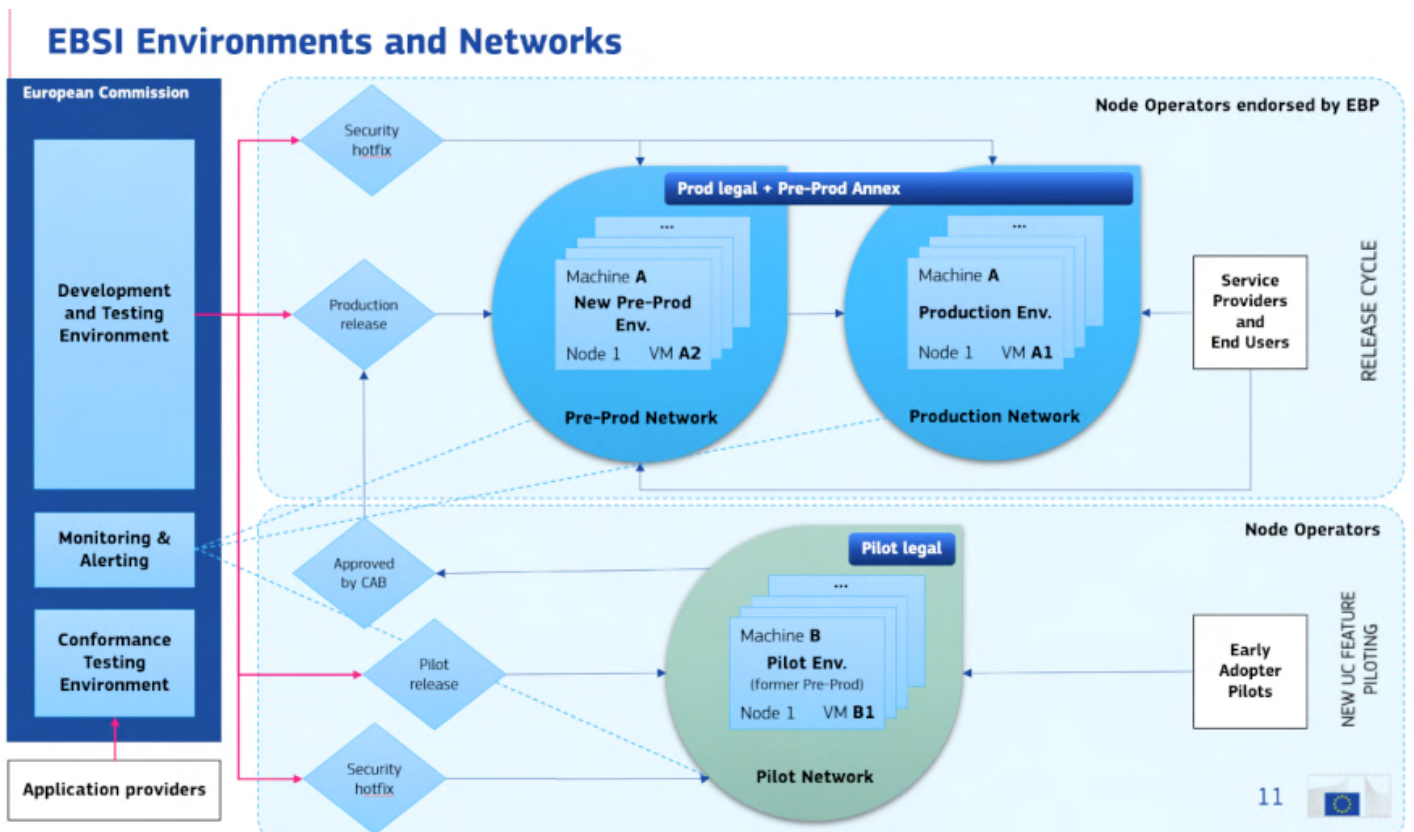 EBSI Environments and Networks
European Commission
Development
and Testing
Environment
Monitoring &
Alerting
Conformance
Testing
Environment
Application providers
Node Operators endorsed by EBP
Security
hotfix
Production
release
Prod legal + Pre-Prod Annex
...
Machine A
New Pre-Prod
Env.
Node 1 VM A2
Pre-Prod Network
...
Machine A
Production Env.
Node 1 VM A1
Production Network
Service
Providers
and
End Users
RELEASE CYCLE
Node Operators
Approved
by CAB
Pilot
release
Security
hotfix
Pilot legal
...
Machine B
Pilot Env.
(former Pre-Prod)
Node 1 VM B1
Pilot Network
Early
Adopter
Pilots
NEW UC FEATURE
PILOTING
11